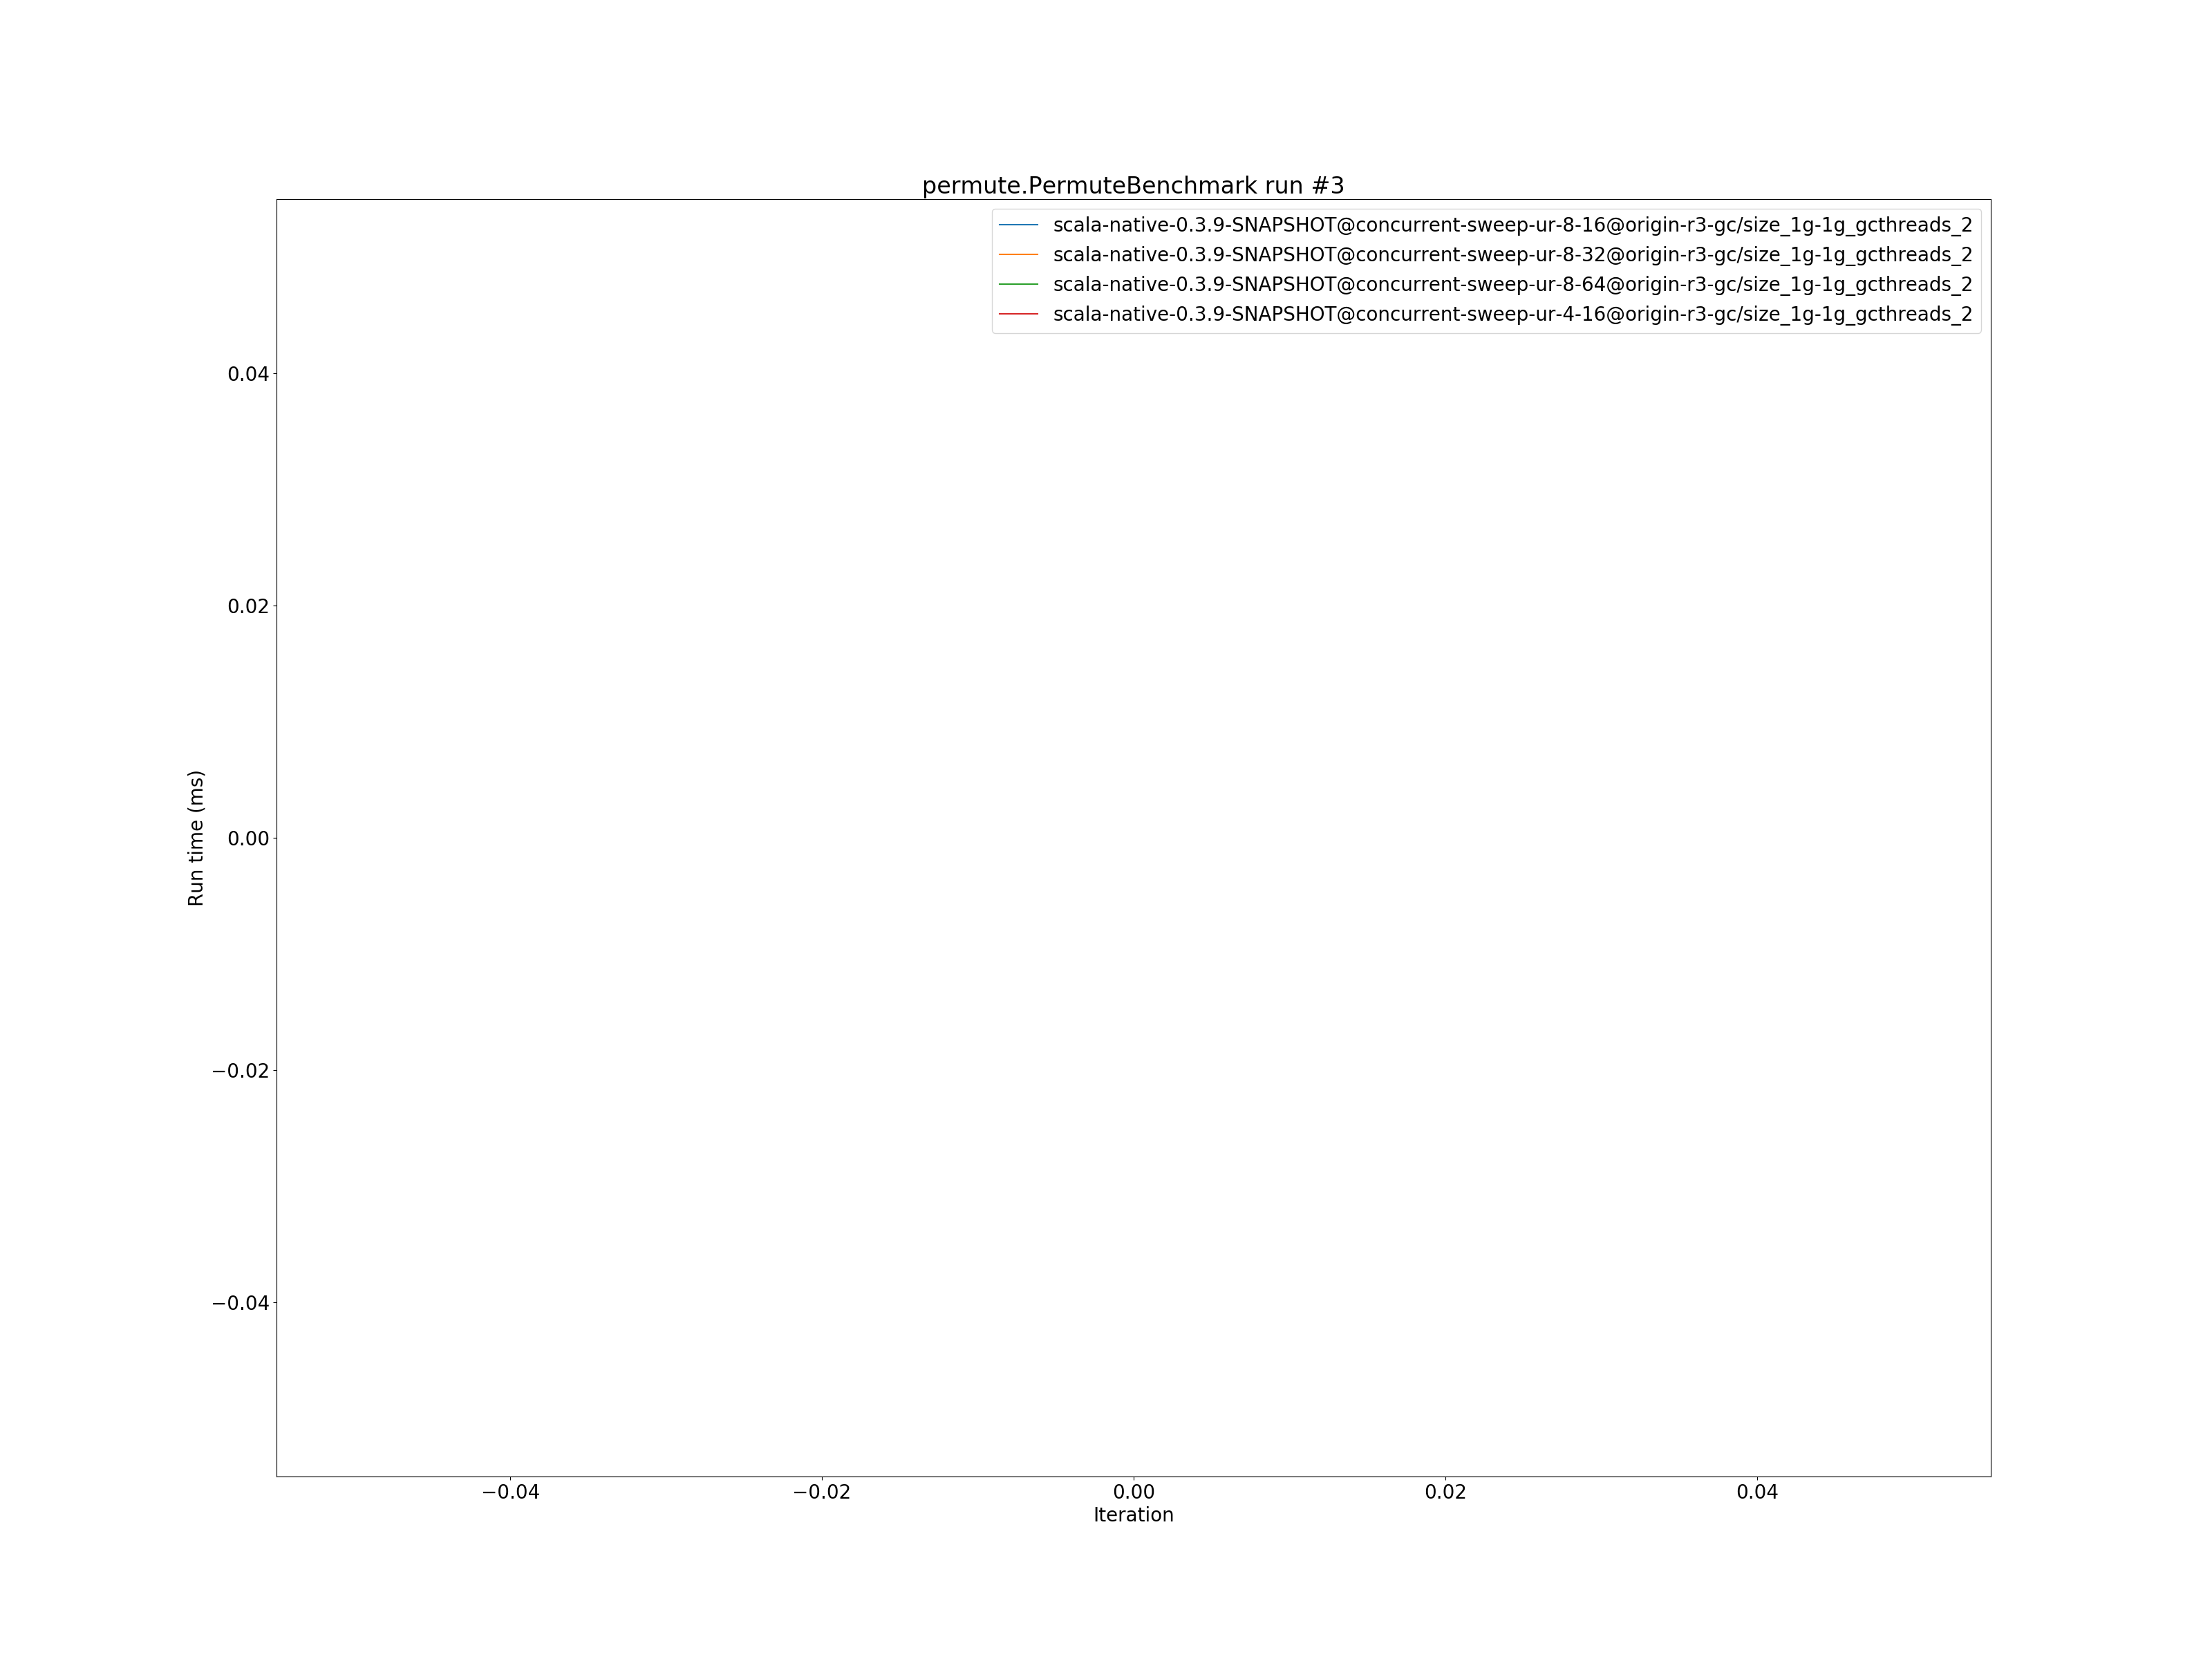 permute.PermuteBenchmark run #3
scala-native-0.3.9-SNAPSHOT@concurrent-sweep-ur-8-16@origin-r3-gc/size_1g-1g_gcthreads_2
scala-native-0.3.9-SNAPSHOT@concurrent-sweep-ur-8-32@origin-r3-gc/size_1g-1g_gcthreads_2
scala-native-0.3.9-SNAPSHOT@concurrent-sweep-ur-8-64@origin-r3-gc/size_1g-1g_gcthreads_2
scala-native-0.3.9-SNAPSHOT@concurrent-sweep-ur-4-16@origin-r3-gc/size_1g-1g_gcthreads_2
0.04
0.02
0.00
−0.02
−0.04
Run time (ms)
−0.04 −0.02 0.00 0.02 0.04
Iteration